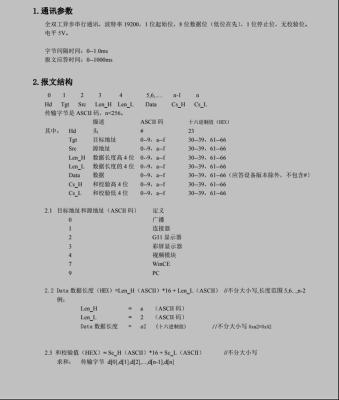 1.通讯参数
全双工异步串行通讯，波特率 19200，1 位起始位，8 位数据位（低位在先），1 位停止位，无校验位。
电平 5V。
字节间隔时间：0~1.0ms
报文应答时间：0~1000ms
2.报文结构
0 1 2 3 4 5,6,… n-1 n
Hd Tgt Src Len_H Len_L Data Cs_H Cs_L
传输字节是 ASCII 码，n<256。
描述 ASCII 码 十六进制值（HEX）
其中： Hd 头: # 23
Tgt 目标地址 0~9，a~f 30~39，61~66
Src 源地址 0~9，a~f 30~39，61~66
Len_H 数据长度高 4 位 0~9，a~f 30~39，61~66
Len_L 数据长度的 4 位 0~9，a~f 30~39，61~66
Data 数据 0~9，a~f 30~39，61~66（应答设备版本除外，不包含#）
Cs_H 和校验高 4 位 0~9，a~f 30~39，61~66
Cs_L 和校验低 4 位 0~9，a~f 30~39，61~66
2.1 目标地址和源地址（ASCII 码） 定义
0 广播
1 连接器
2 G11 显示器
3 彩屏显示器
4 视频模块
7 WinCE
9 PC
2.2 Data 数据长度（HEX）=Len_H（ASCII）*16 + Len_L（ASCII） //不分大小写,长度范围 5,6…,n-2
例：
Len_H = a （ASCII 码）
Len_L = 2 （ASCII 码）
Data 数据长度 = a2 （十六进制值） //不分大小写 0xa2=0xA2
2.3 和校验值（HEX）= Sc_H（ASCII）*16 + Sc_L（ASCII） //不分大小写
求和： 传输字节 d[0],d[1],d[2],…,d[n-1],d[n]